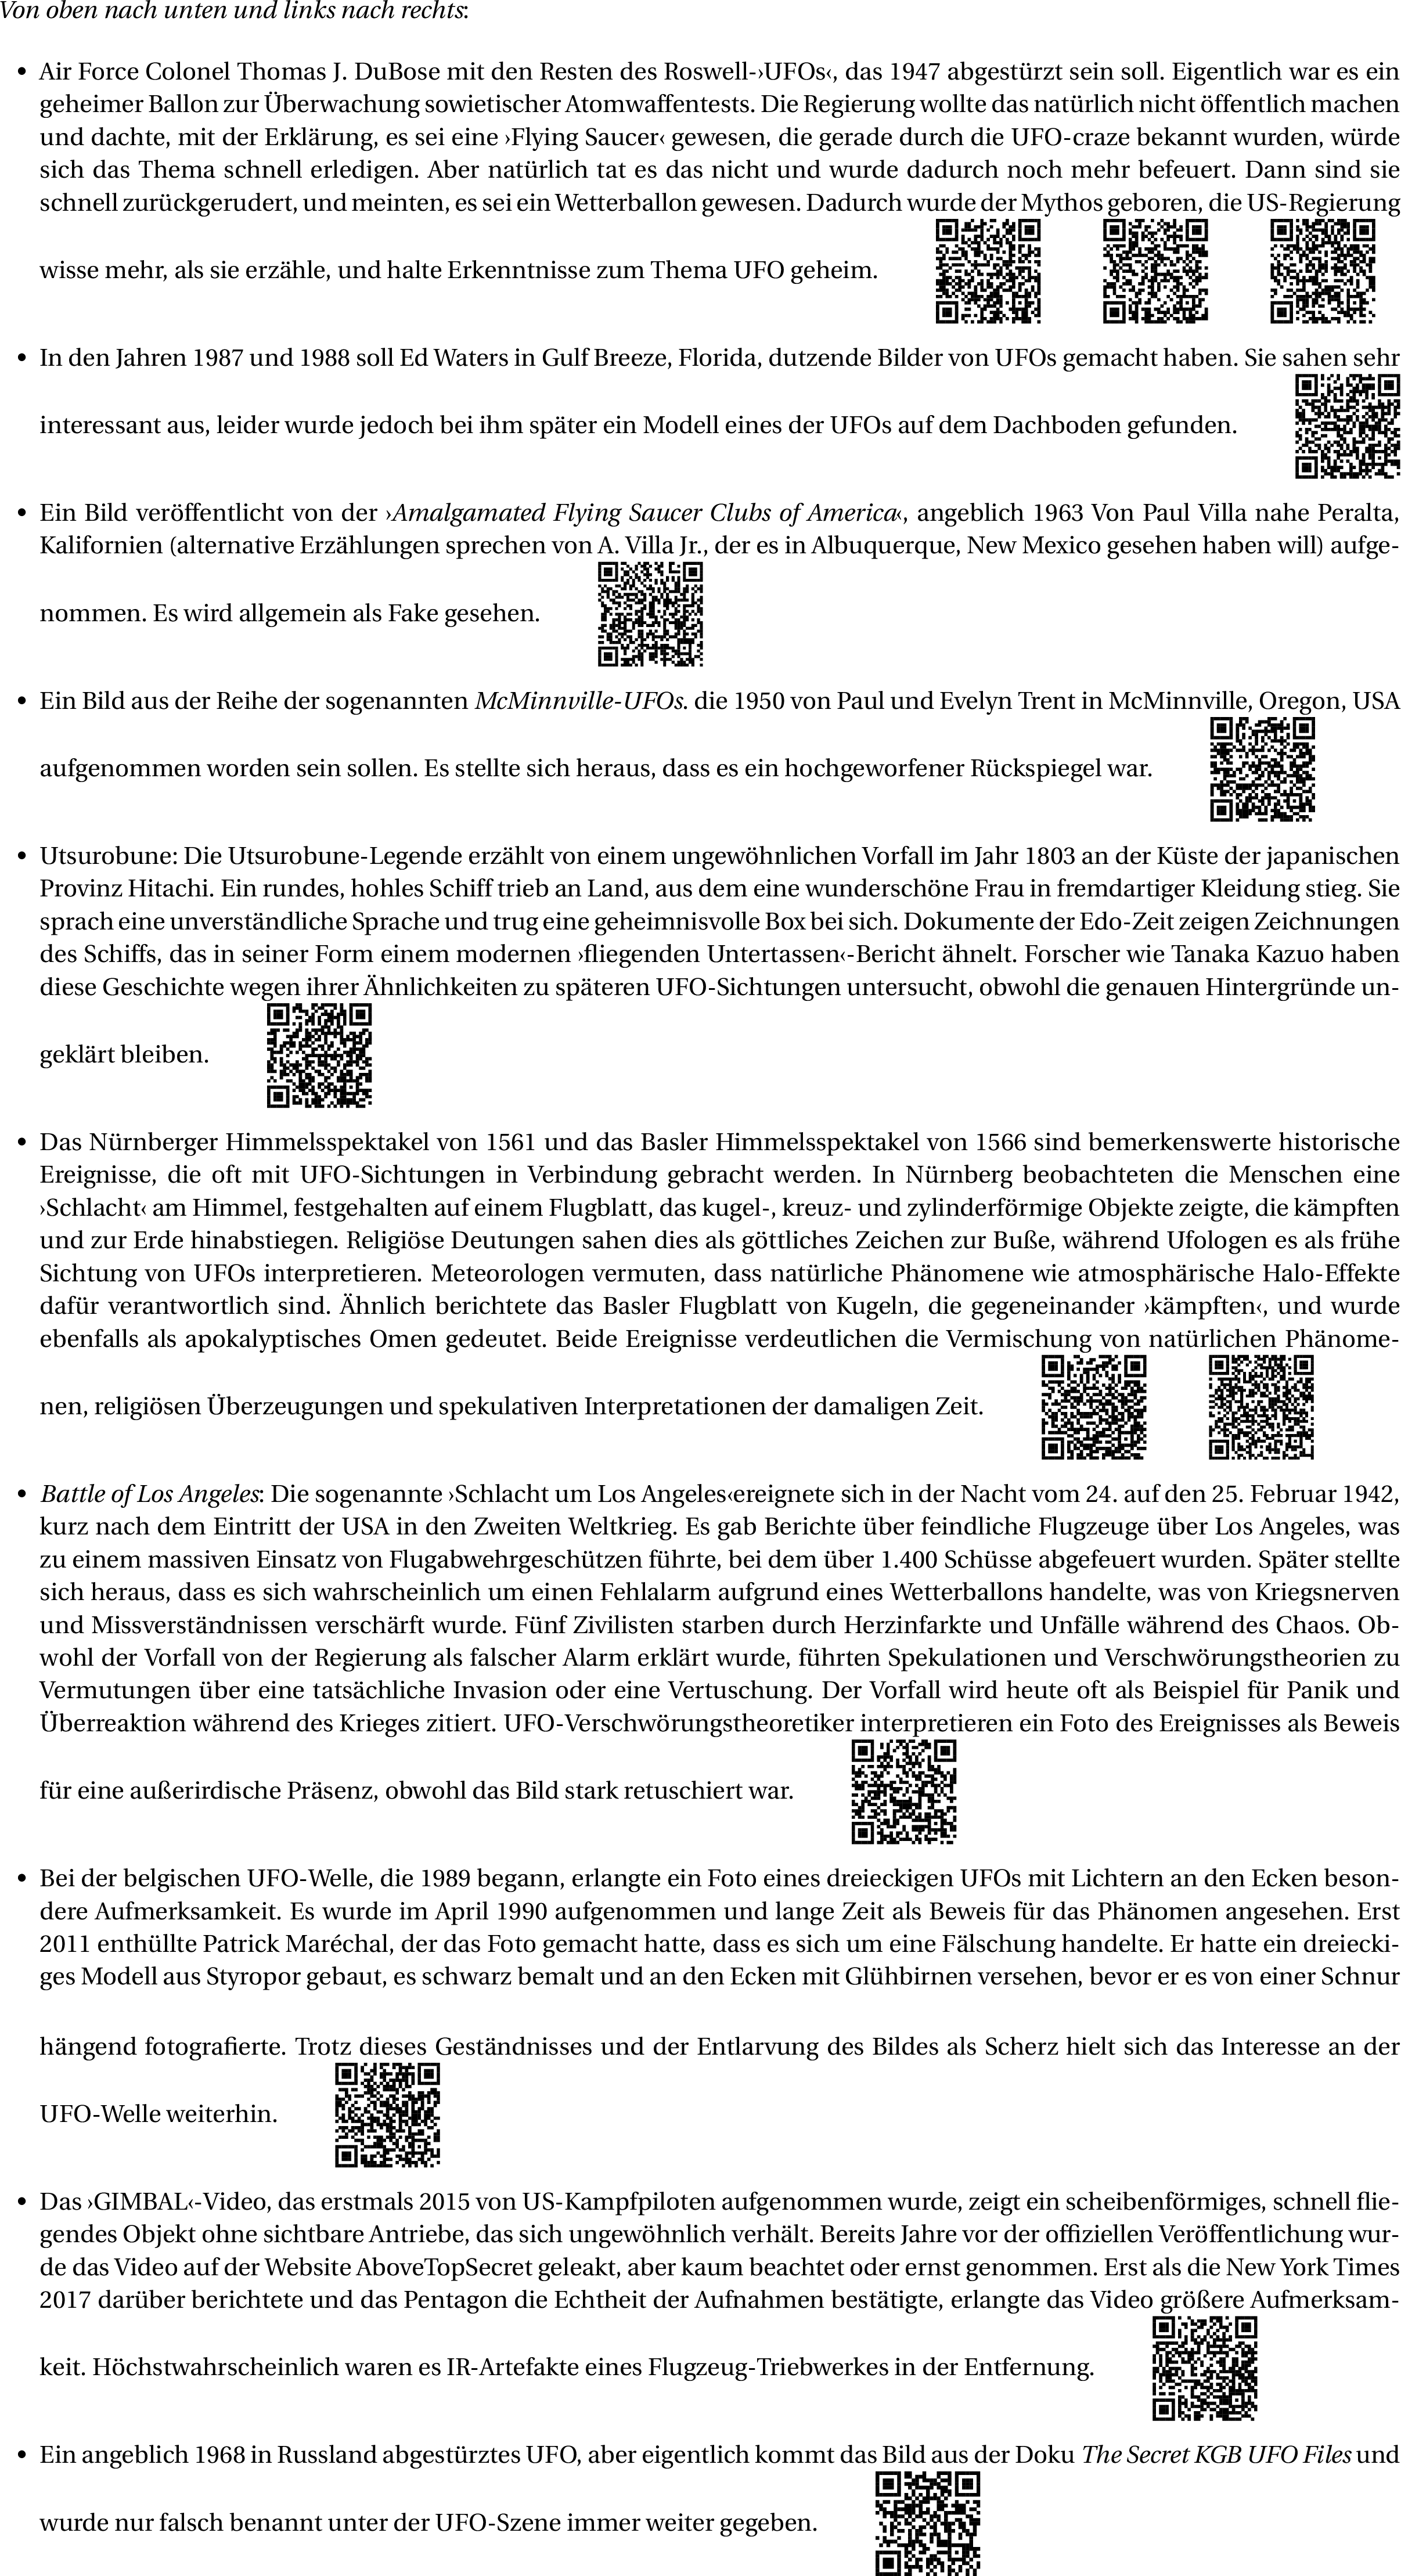 Von oben nach unten und links nach rechts:
• Air Force Colonel Thomas J. DuBose mit den Resten des Roswell-›UFOs‹, das 1947 abgestürzt sein soll. Eigentlich war es ein
geheimer Ballon zur Überwachung sowietischer Atomwaffentests. Die Regierung wollte das natürlich nicht öffentlich machen
und dachte, mit der Erklärung, es sei eine ›Flying Saucer‹ gewesen, die gerade durch die UFO-craze bekannt wurden, würde
sich das Thema schnell erledigen. Aber natürlich tat es das nicht und wurde dadurch noch mehr befeuert. Dann sind sie
schnell zurückgerudert, und meinten, es sei ein Wetterballon gewesen. Dadurch wurde der Mythos geboren, die US-Regierung
wisse mehr, als sie erzähle, und halte Erkenntnisse zum Thema UFO geheim.
• In den Jahren 1987 und 1988 soll Ed Waters in Gulf Breeze, Florida, dutzende Bilder von UFOs gemacht haben. Sie sahen sehr
interessant aus, leider wurde jedoch bei ihm später ein Modell eines der UFOs auf dem Dachboden gefunden.
• Ein Bild veröffentlicht von der ›Amalgamated Flying Saucer Clubs of America‹, angeblich 1963 Von Paul Villa nahe Peralta,
Kalifornien (alternative Erzählungen sprechen von A. Villa Jr., der es in Albuquerque, New Mexico gesehen haben will) aufge-
nommen. Es wird allgemein als Fake gesehen.
• Ein Bild aus der Reihe der sogenannten McMinnville-UFOs. die 1950 von Paul und Evelyn Trent in McMinnville, Oregon, USA
aufgenommen worden sein sollen. Es stellte sich heraus, dass es ein hochgeworfener Rückspiegel war.
• Utsurobune: Die Utsurobune-Legende erzählt von einem ungewöhnlichen Vorfall im Jahr 1803 an der Küste der japanischen
Provinz Hitachi. Ein rundes, hohles Schiff trieb an Land, aus dem eine wunderschöne Frau in fremdartiger Kleidung stieg. Sie
sprach eine unverständliche Sprache und trug eine geheimnisvolle Box bei sich. Dokumente der Edo-Zeit zeigen Zeichnungen
des Schiffs, das in seiner Form einem modernen ›fliegenden Untertassen‹-Bericht ähnelt. Forscher wie Tanaka Kazuo haben
diese Geschichte wegen ihrer Ähnlichkeiten zu späteren UFO-Sichtungen untersucht, obwohl die genauen Hintergründe un-
geklärt bleiben.
• Das Nürnberger Himmelsspektakel von 1561 und das Basler Himmelsspektakel von 1566 sind bemerkenswerte historische
Ereignisse, die oft mit UFO-Sichtungen in Verbindung gebracht werden. In Nürnberg beobachteten die Menschen eine
›Schlacht‹ am Himmel, festgehalten auf einem Flugblatt, das kugel-, kreuz- und zylinderförmige Objekte zeigte, die kämpften
und zur Erde hinabstiegen. Religiöse Deutungen sahen dies als göttliches Zeichen zur Buße, während Ufologen es als frühe
Sichtung von UFOs interpretieren. Meteorologen vermuten, dass natürliche Phänomene wie atmosphärische Halo-Effekte
dafür verantwortlich sind. Ähnlich berichtete das Basler Flugblatt von Kugeln, die gegeneinander ›kämpften‹, und wurde
ebenfalls als apokalyptisches Omen gedeutet. Beide Ereignisse verdeutlichen die Vermischung von natürlichen Phänome-
nen, religiösen Überzeugungen und spekulativen Interpretationen der damaligen Zeit.
• Battle of Los Angeles: Die sogenannte ›Schlacht um Los Angeles‹ereignete sich in der Nacht vom 24. auf den 25. Februar 1942,
kurz nach dem Eintritt der USA in den Zweiten Weltkrieg. Es gab Berichte über feindliche Flugzeuge über Los Angeles, was
zu einem massiven Einsatz von Flugabwehrgeschützen führte, bei dem über 1.400 Schüsse abgefeuert wurden. Später stellte
sich heraus, dass es sich wahrscheinlich um einen Fehlalarm aufgrund eines Wetterballons handelte, was von Kriegsnerven
und Missverständnissen verschärft wurde. Fünf Zivilisten starben durch Herzinfarkte und Unfälle während des Chaos. Ob-
wohl der Vorfall von der Regierung als falscher Alarm erklärt wurde, führten Spekulationen und Verschwörungstheorien zu
Vermutungen über eine tatsächliche Invasion oder eine Vertuschung. Der Vorfall wird heute oft als Beispiel für Panik und
Überreaktion während des Krieges zitiert. UFO-Verschwörungstheoretiker interpretieren ein Foto des Ereignisses als Beweis
für eine außerirdische Präsenz, obwohl das Bild stark retuschiert war.
• Bei der belgischen UFO-Welle, die 1989 begann, erlangte ein Foto eines dreieckigen UFOs mit Lichtern an den Ecken beson-
dere Aufmerksamkeit. Es wurde im April 1990 aufgenommen und lange Zeit als Beweis für das Phänomen angesehen. Erst
2011 enthüllte Patrick Maréchal, der das Foto gemacht hatte, dass es sich um eine Fälschung handelte. Er hatte ein dreiecki-
ges Modell aus Styropor gebaut, es schwarz bemalt und an den Ecken mit Glühbirnen versehen, bevor er es von einer Schnur
hängend fotografierte. Trotz dieses Geständnisses und der Entlarvung des Bildes als Scherz hielt sich das Interesse an der
UFO-Welle weiterhin.
• Das ›GIMBAL‹-Video, das erstmals 2015 von US-Kampfpiloten aufgenommen wurde, zeigt ein scheibenförmiges, schnell flie-
gendes Objekt ohne sichtbare Antriebe, das sich ungewöhnlich verhält. Bereits Jahre vor der offiziellen Veröffentlichung wur-
de das Video auf der Website AboveTopSecret geleakt, aber kaum beachtet oder ernst genommen. Erst als die New York Times
2017 darüber berichtete und das Pentagon die Echtheit der Aufnahmen bestätigte, erlangte das Video größere Aufmerksam-
keit. Höchstwahrscheinlich waren es IR-Artefakte eines Flugzeug-Triebwerkes in der Entfernung.
• Ein angeblich 1968 in Russland abgestürztes UFO, aber eigentlich kommt das Bild aus der Doku The Secret KGB UFO Files und
wurde nur falsch benannt unter der UFO-Szene immer weiter gegeben.